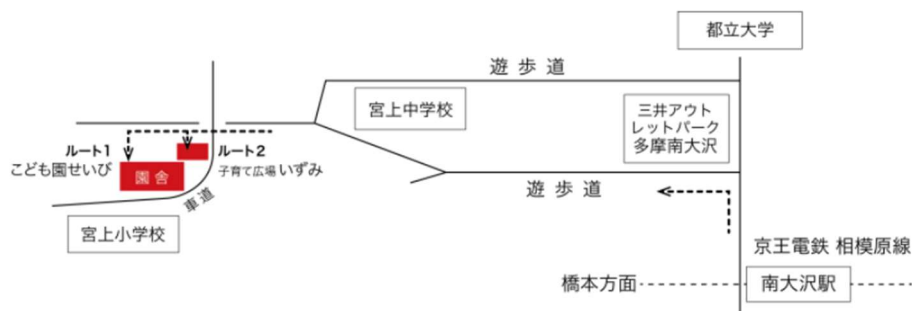 都立大学
遊歩道
宮上中学校
三井アウト
レットパーク
多摩南大沢
ルート1
こども園せいび
ルート2
子育て広場いずみ
園舎
車道
遊歩道
宮上小学校
京王電鉄 相模原線
橋本方面
南大沢駅